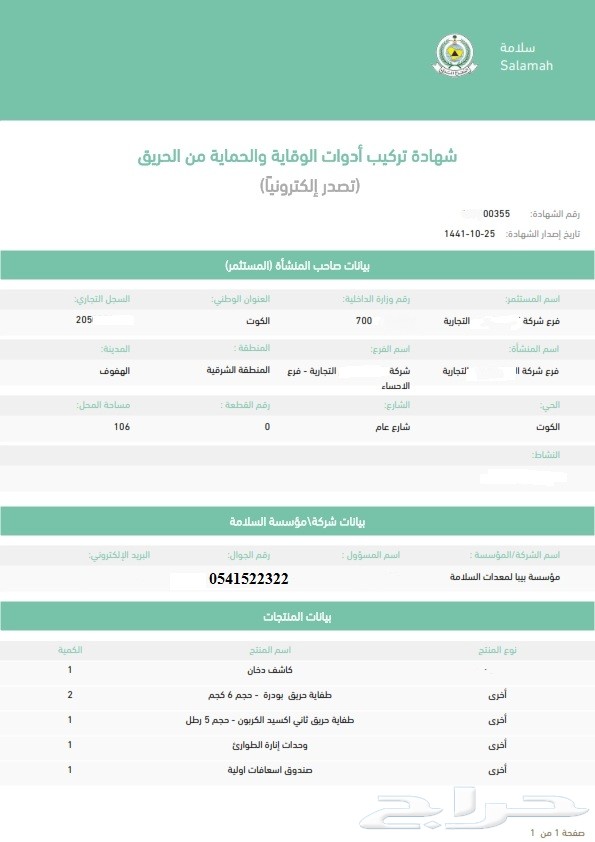 سلامة
Salamah
شهادة تركيب أدوات الوقاية والحماية من الحريق
(تصدر إلكترونياً)
رقم الشهادة: 00355
تاريخ إصدار الشهادة: 1441-10-25
بيانات صاحب المنشأة (المستثمر)
اسم المستثمر: رقم وزارة الداخلية: العنوان الوطني: السجل التجاري:
فرع شركة التجارية 700 الكوت 205
اسم المنشأة: اسم الفرع: المنطقة : المدينة:
فرع شركة لتجارية شركة التجارية - فرع المنطقة الشرقية الهفوف
الاحساء
الحي: الشارع: رقم القطعة : مساحة المحل:
الكوت شارع عام 0 106
النشاط:
بيانات شركة\مؤسسة السلامة
اسم الشركة/المؤسسة : اسم المسؤول : رقم الجوال: البريد الإلكتروني:
مؤسسة بيبا لمعدات السلامة 0541522322
بيانات المنتجات
نوع المنتج اسم المنتج الكمية
- كاشف دخان 1
أخرى طفاية حريق بودرة - حجم 6 كجم 2
أخرى طفاية حريق ثاني اكسيد الكربون - حجم 5 رطل 1
أخرى وحدات إنارة الطوارئ 1
أخرى صندوق اسعافات اولية 1
حراج
صفحة 1 من 1